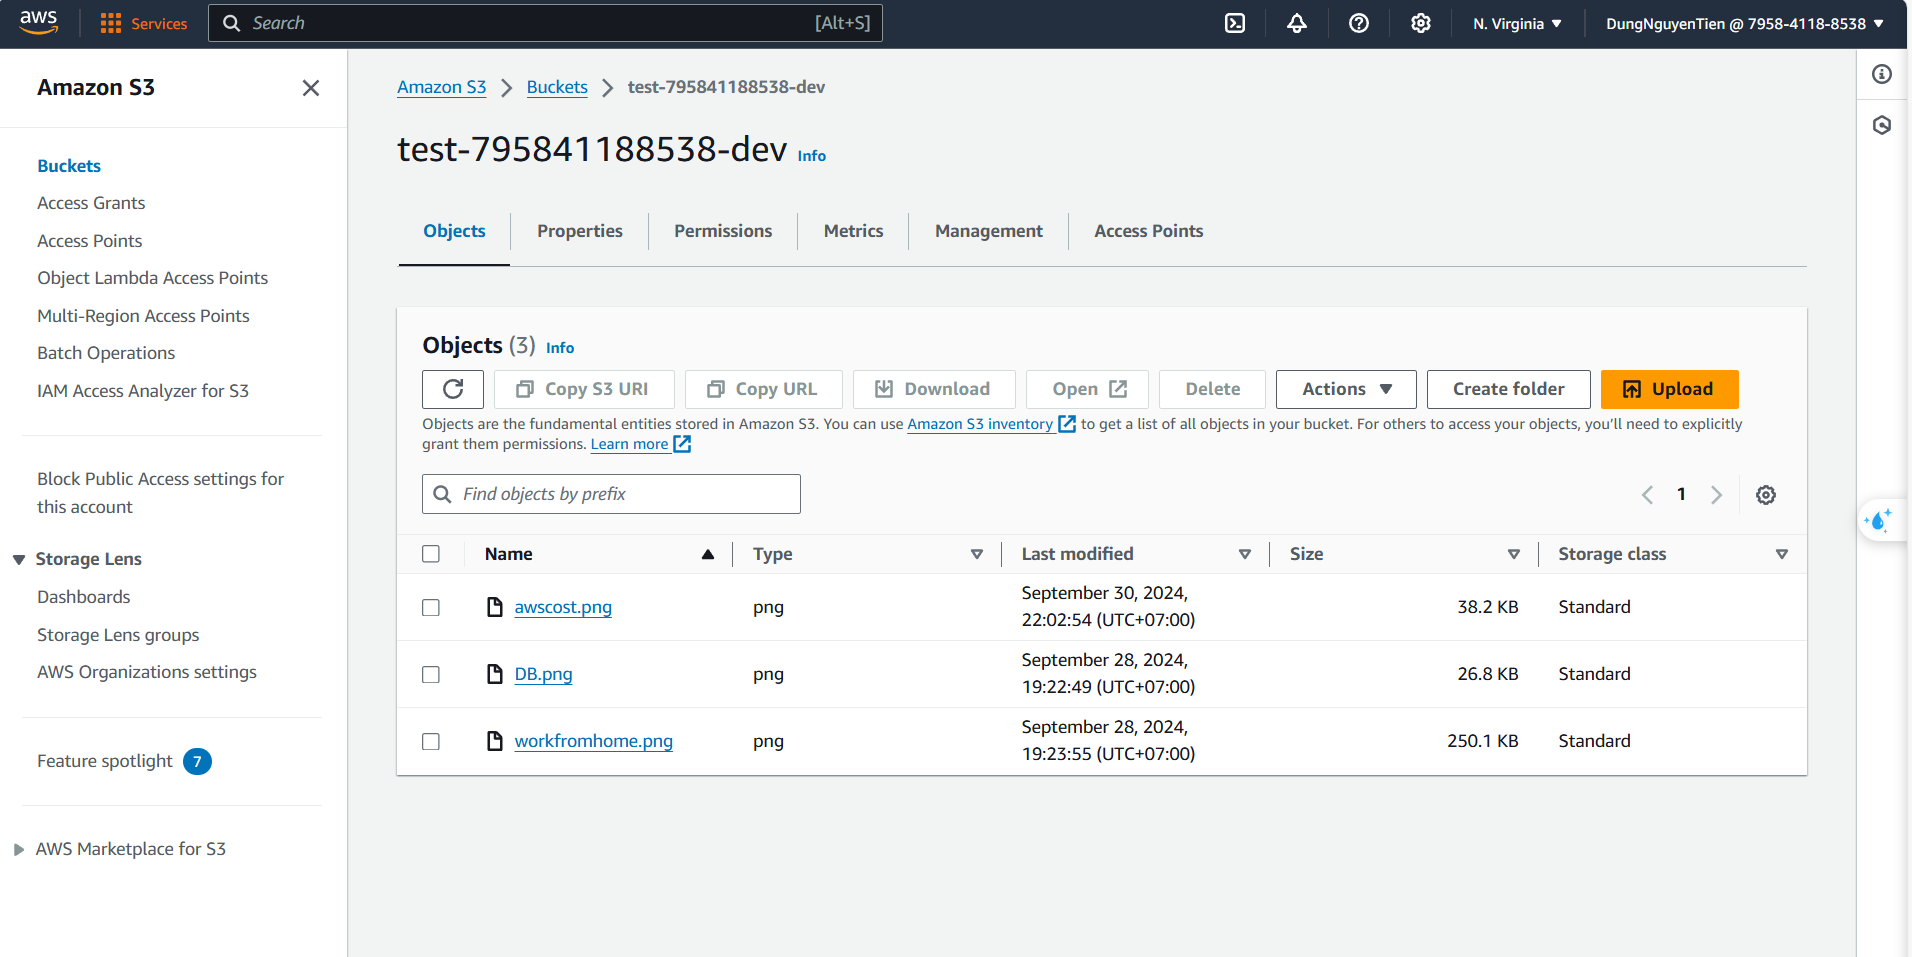 aws
Services
Search
[Alt+S]
N. Virginia
DungNguyenTien @ 7958-4118-8538
Amazon S3
Buckets
Access Grants
Access Points
Object Lambda Access Points
Multi-Region Access Points
Batch Operations
IAM Access Analyzer for S3
Block Public Access settings for
this account
Storage Lens
Dashboards
Storage Lens groups
AWS Organizations settings
Feature spotlight 7
AWS Marketplace for S3
Amazon S3 Buckets test-795841188538-dev
test-795841188538-dev Info
Objects Properties Permissions Metrics Management Access Points
Objects (3) Info
Copy S3 URI Copy URL Download Open Delete Actions Create folder Upload
Objects are the fundamental entities stored in Amazon S3. You can use Amazon S3 inventory to get a list of all objects in your bucket. For others to access your objects, you'll need to explicitly
grant them permissions. Learn more
Find objects by prefix
1
Name Type Last modified Size Storage class
awscost.png png September 30, 2024, 38.2 KB Standard
22:02:54 (UTC+07:00)
DB.png png September 28, 2024, 26.8 KB Standard
19:22:49 (UTC+07:00)
workfromhome.png png September 28, 2024, 250.1 KB Standard
19:23:55 (UTC+07:00)